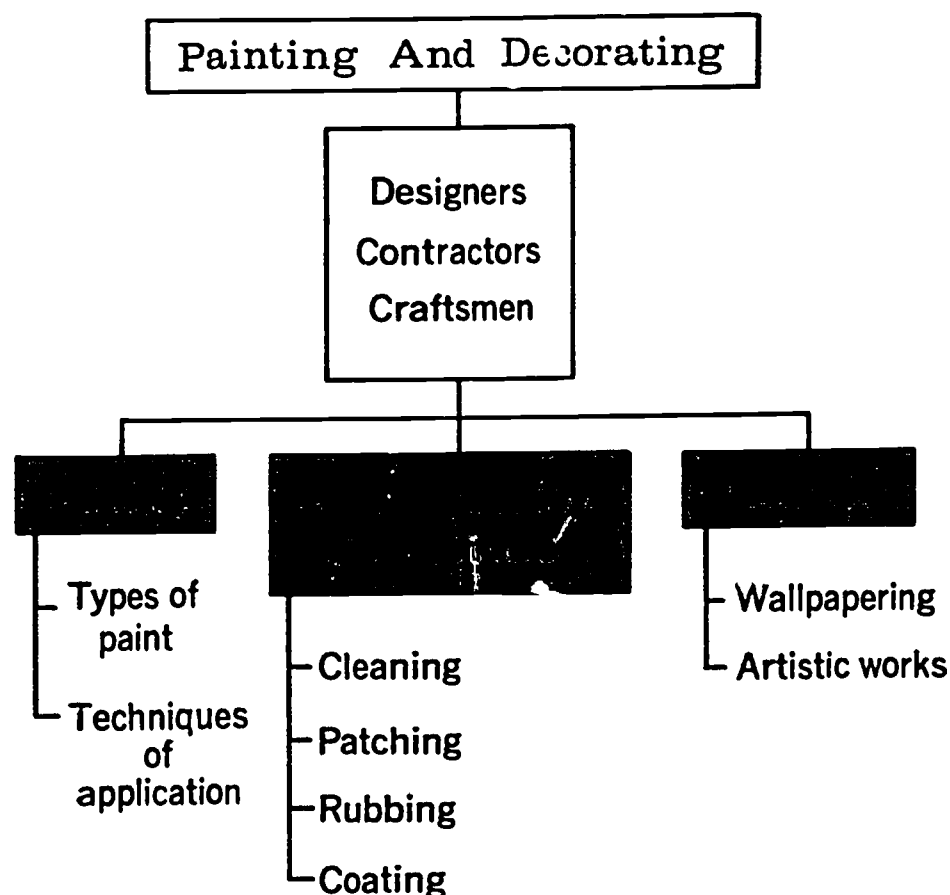 Painting And Decorating
Designers
Contractors
Craftsmen
Types of
paint
Techniques
of
application
Cleaning
Patching
Rubbing
Coating
Wallpapering
Artistic works